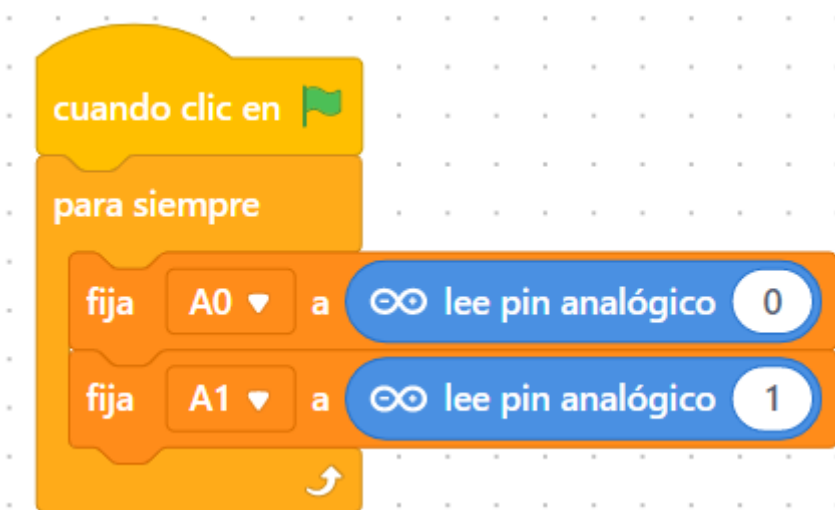 cuando clic en
para siempre
fija A0 a lee pin analógico 0
fija A1 a lee pin analógico 1